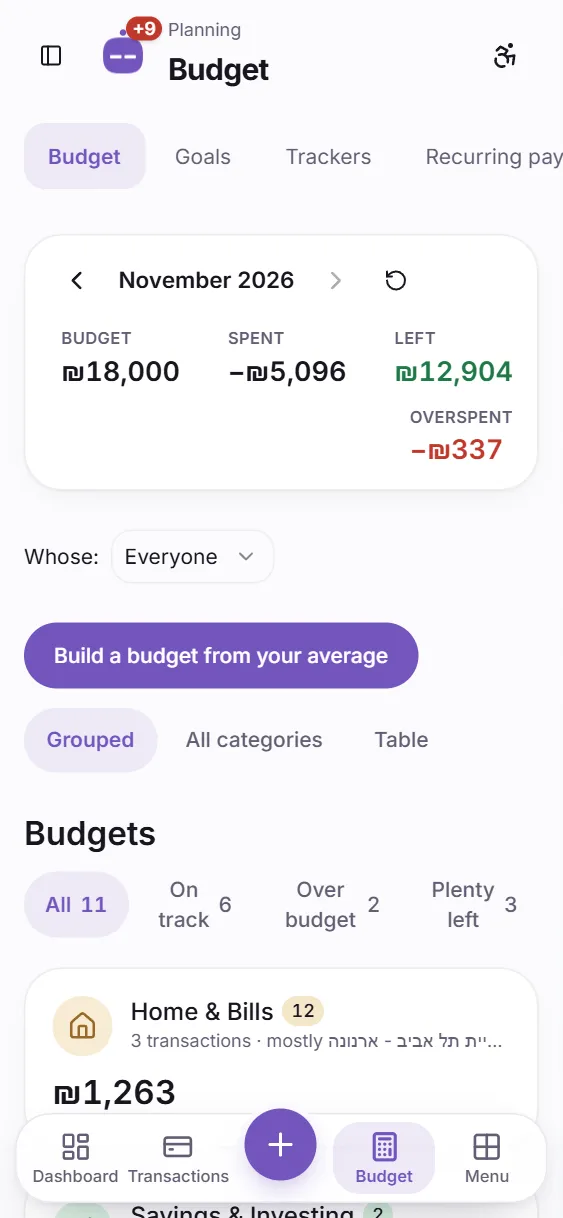 +9 Planning
Budget
Budget Goals Trackers Recurring pay
November 2026
BUDGET SPENT LEFT
₪18,000 −₪5,096 ₪12,904
OVERSPENT
−₪337
Whose: Everyone
Build a budget from your average
Grouped All categories Table
Budgets
All 11 On track 6 Over budget 2 Plenty left 3
Home & Bills 12
3 transactions · mostly יית תל אביב - ארנונה...
₪1,263
Dashboard Transactions Budget Menu
Savings & Investing 2